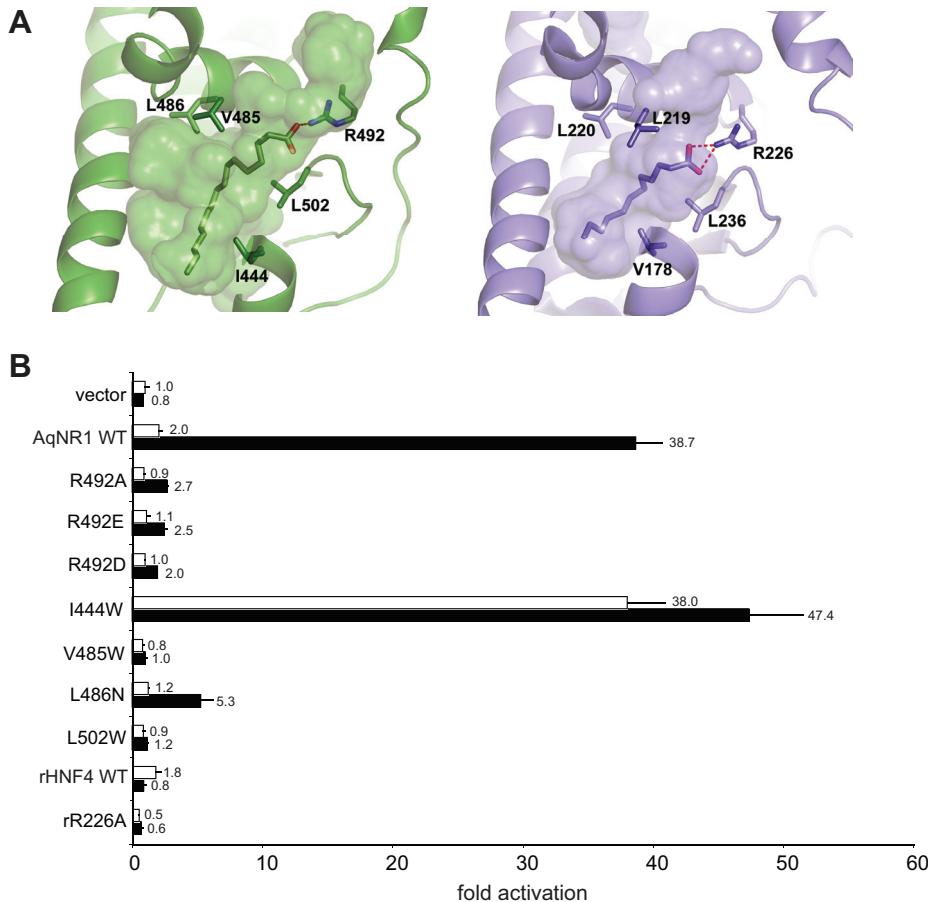 A
L486
V485
R492
L502
I444
L220
L219
R226
L236
V178
B
vector 1.0
0.8
AqNR1 WT 2.0
38.7
R492A 0.9
2.7
R492E 1.1
2.5
R492D 1.0
2.0
I444W 38.0
47.4
V485W 0.8
1.0
L486N 1.2
5.3
L502W 0.9
1.2
rHNF4 WT 1.8
0.8
rR226A 0.5
0.6
0 10 20 30 40 50 60
fold activation